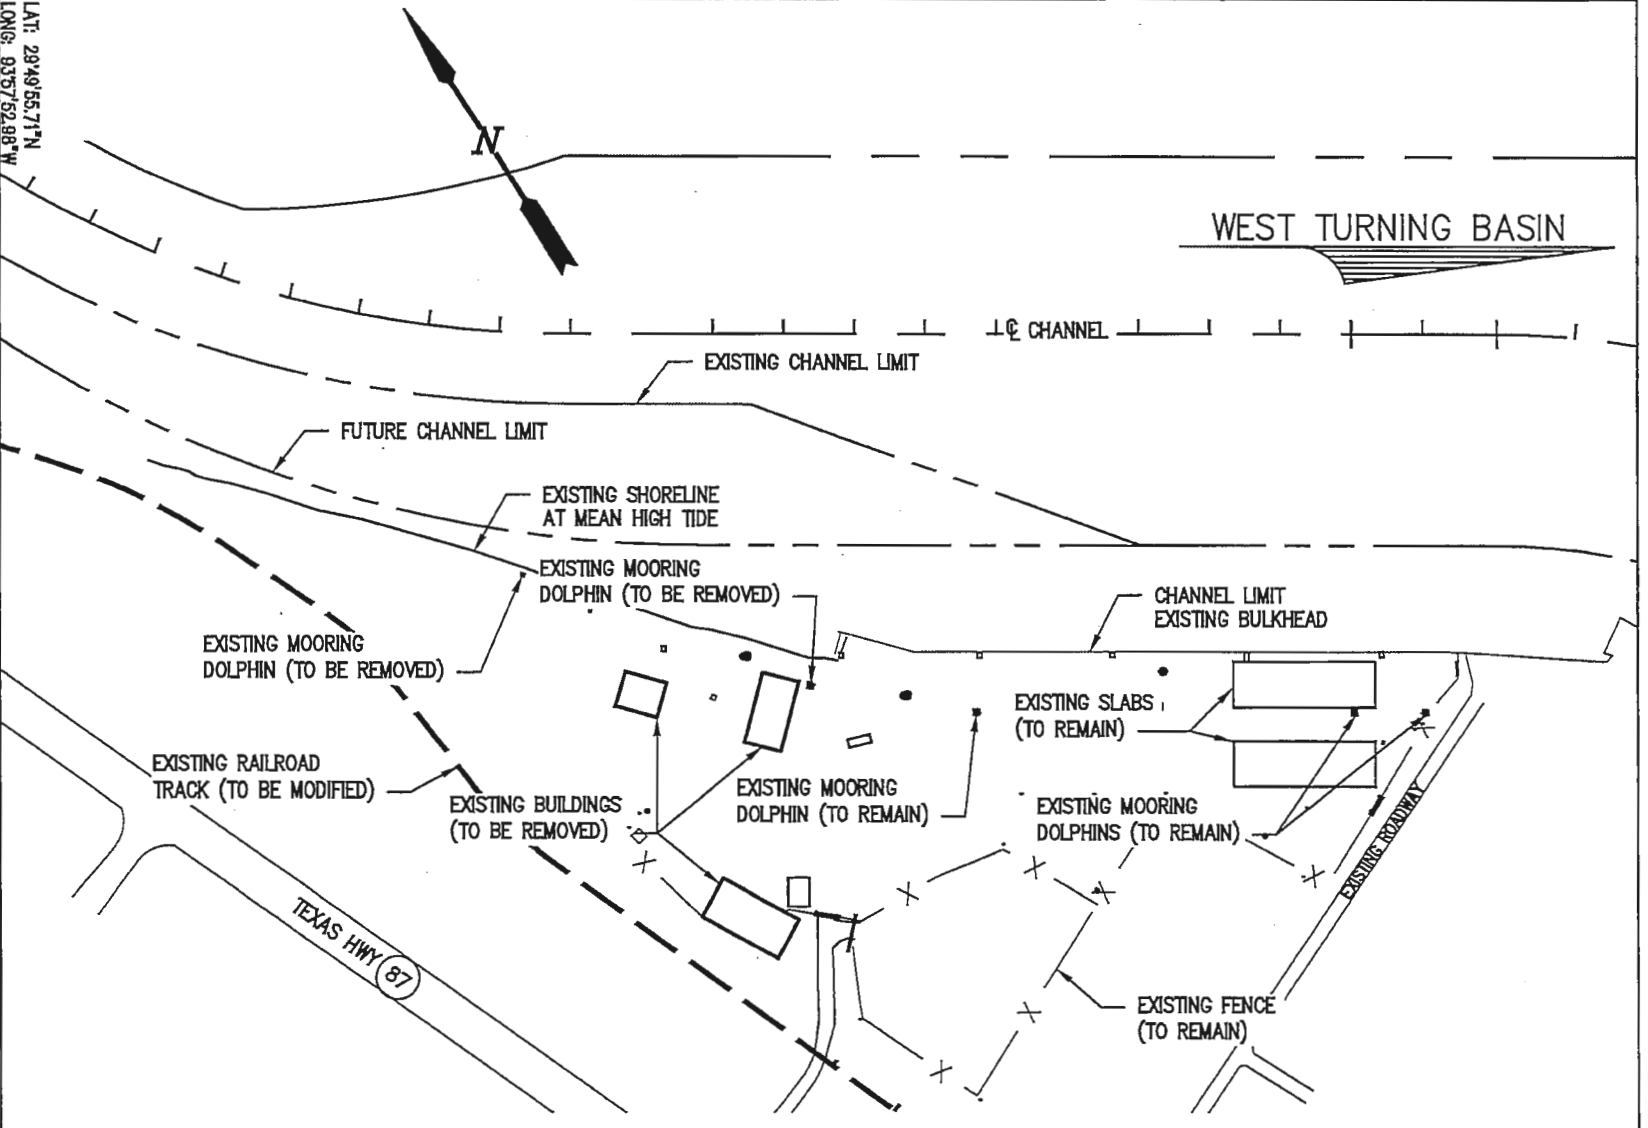 LAT: 29°49'55.71"N
LONG: 93°57'52.98"W
N
WEST TURNING BASIN
℄ CHANNEL
EXISTING CHANNEL LIMIT
FUTURE CHANNEL LIMIT
EXISTING SHORELINE
AT MEAN HIGH TIDE
EXISTING MOORING
DOLPHIN (TO BE REMOVED)
CHANNEL LIMIT
EXISTING BULKHEAD
EXISTING MOORING
DOLPHIN (TO BE REMOVED)
EXISTING SLABS
(TO REMAIN)
EXISTING RAILROAD
TRACK (TO BE MODIFIED)
EXISTING BUILDINGS
(TO BE REMOVED)
EXISTING MOORING
DOLPHIN (TO REMAIN)
EXISTING MOORING
DOLPHINS (TO REMAIN)
EXISTING ROADWAY
TEXAS HWY 87
EXISTING FENCE
(TO REMAIN)